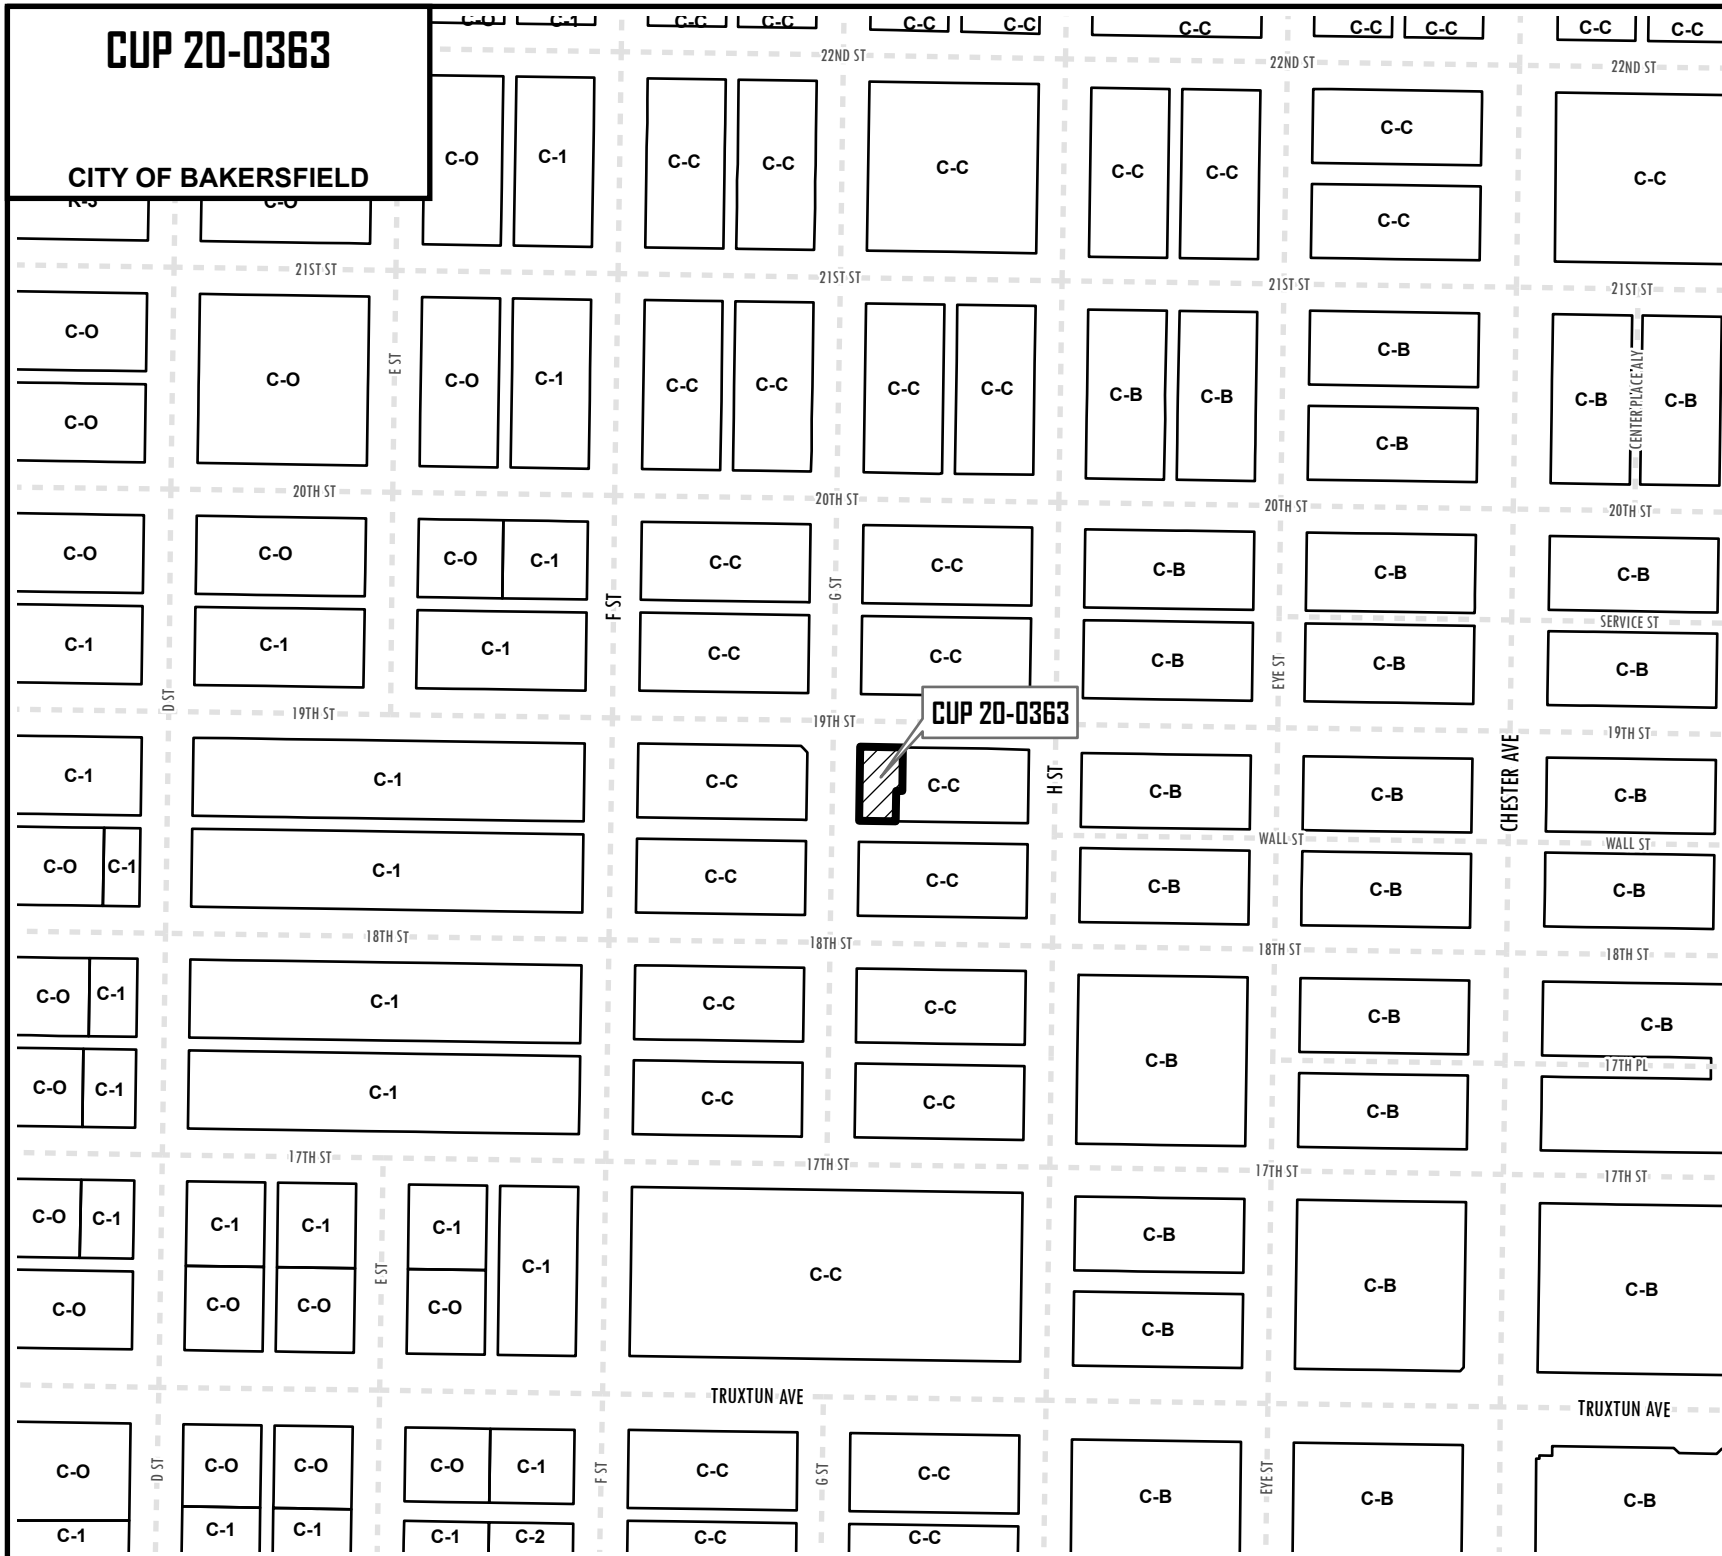 CUP 20-0363
CITY OF BAKERSFIELD
C-O C-1 C-C C-C C-C C-C C-C C-C C-C C-C C-C
22ND ST 22ND ST 22ND ST
C-O C-1 C-C C-C C-C C-C C-C C-C C-C
C-C
R-3 C-O
21ST ST 21ST ST 21ST ST 21ST ST
C-O C-B
C-O E ST C-O C-1 C-C C-C C-C C-C C-B C-B C-B CENTER PLACE ALY C-B
C-O C-B
20TH ST 20TH ST 20TH ST 20TH ST
C-O C-O C-O C-1 C-C C-C C-B C-B C-B
F ST G ST
SERVICE ST
C-1 C-1 C-1 C-C C-C C-B C-B C-B
D ST EYE ST
CUP 20-0363
19TH ST 19TH ST 19TH ST
C-1 C-1 C-C C-C H ST C-B C-B CHESTER AVE C-B
WALL ST WALL ST
C-O C-1 C-1 C-C C-C C-B C-B C-B
18TH ST 18TH ST 18TH ST 18TH ST
C-O C-1 C-1 C-C C-C C-B C-B
C-B
17TH PL
C-O C-1 C-1 C-C C-C C-B
17TH ST 17TH ST 17TH ST 17TH ST
C-O C-1 C-1 C-1 C-1 C-B
E ST C-1 C-C C-B C-B
C-O C-O C-O C-O C-B
TRUXTUN AVE TRUXTUN AVE
C-O D ST C-O C-O C-O C-1 F ST C-C G ST C-C C-B EYE ST C-B C-B
C-1 C-1 C-1 C-1 C-2 C-C C-C